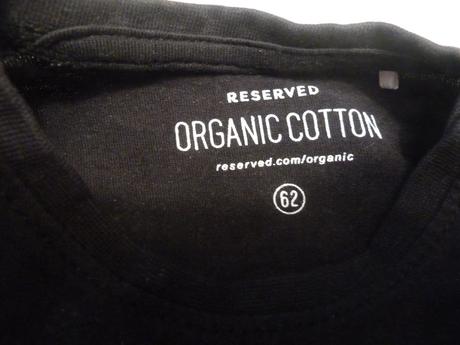 RESERVED
ORGANIC COTTON
reserved.com/organic
62